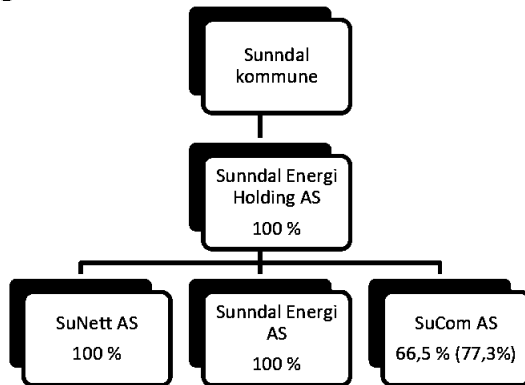 Sunndal
kommune
Sunndal Energi
Holding AS
100 %
SuNett AS
100 %
Sunndal Energi
AS
100 %
SuCom AS
66,5 % (77,3%)